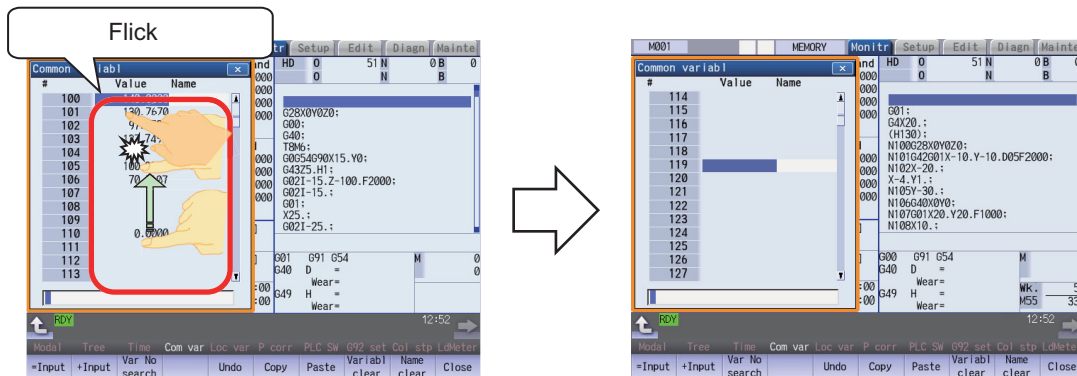 Flick
tr Setup Edit Diagn Mainte
Common iabl
HD O 51 N 0 B 0
O N B
# Value Name
100
101 130.7670
102
103
104
105
106
107
108
109
110 0.0000
111
112
113
G28X0Y0Z0;
G00;
G40;
T8M6;
G0G54G90X15.Y0;
G43Z5.H1;
G02I-15.Z-100.F2000;
G02I-15.;
G01;
X25.;
G02I-25.;
G01 G91 G54 M 0
G40 D = 0
Wear=
G49 H =
Wear=
RDY 12:52
Modal Tree Time Com var Loc var P corr PLC SW G92 set Col stp LdMeter
=Input +Input Var No search Undo Copy Paste Variabl clear Name clear Close
M001 MEMORY Monitr Setup Edit Diagn Mainte
Common variabl
HD O 51 N 0 B 0
O N B
# Value Name
114
115
116
117
118
119
120
121
122
123
124
125
126
127
G01;
G4X20.;
(H130);
N100G28X0Y0Z0;
N101G42G01X-10.Y-10.D05F2000;
N102X-20.;
X-4.Y1.;
N105Y-30.;
N106G40X0Y0;
N107G01X20.Y20.F1000;
N108X10.;
G00 G91 G54 M
G40 D =
Wear=
G49 H =
Wear=
Wk. 5
M55 33
RDY 12:52
Modal Tree Time Com var Loc var P corr PLC SW G92 set Col stp LdMeter
=Input +Input Var No search Undo Copy Paste Variabl clear Name clear Close